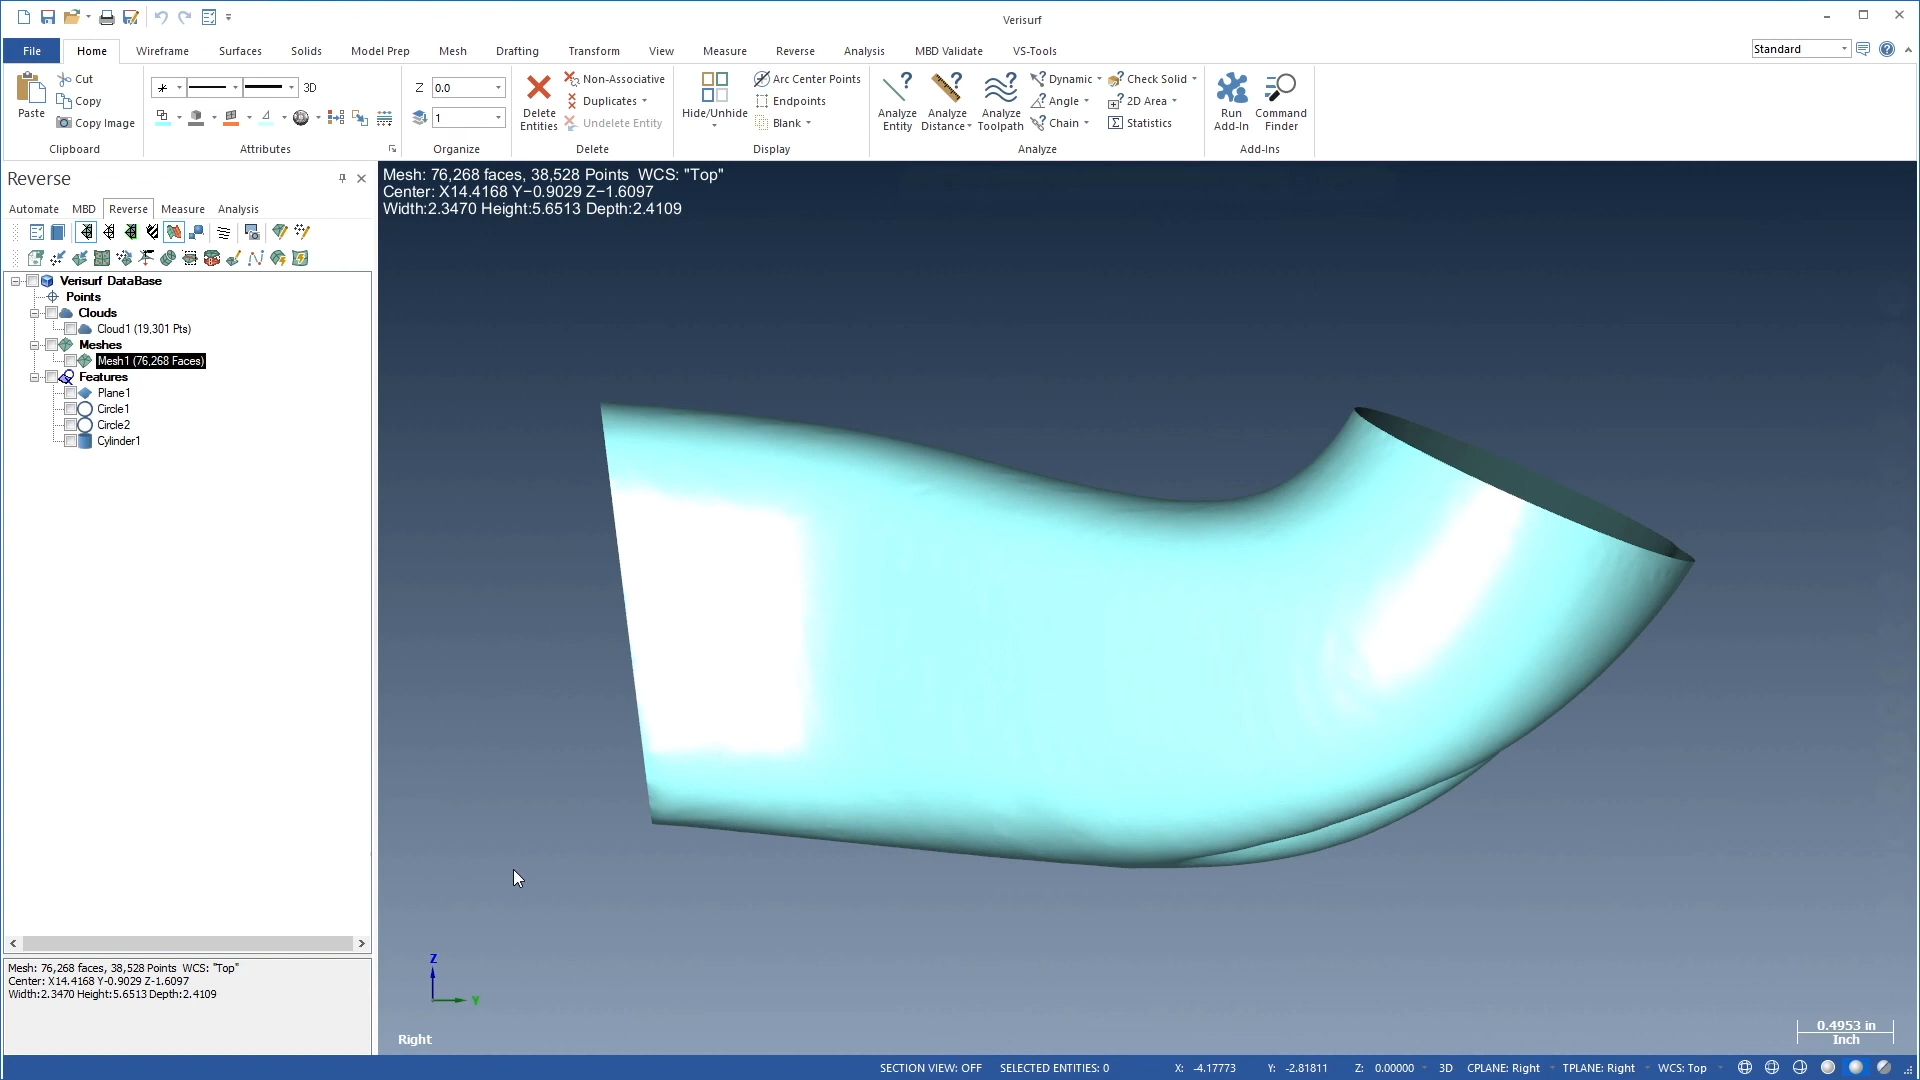 Verisurf
File Home Wireframe Surfaces Solids Model Prep Mesh Drafting Transform View Measure Reverse Analysis MBD Validate VS-Tools Standard
Paste
Cut
Copy
Copy Image
Clipboard
3D
Attributes
Z 0.0
1
Organize
Delete Entities
Non-Associative
Duplicates
Undelete Entity
Delete
Hide/Unhide
Arc Center Points
Endpoints
Blank
Display
Analyze Entity
Analyze Distance
Analyze Toolpath
Dynamic
Angle
Chain
Check Solid
2D Area
Statistics
Analyze
Run Add-In
Command Finder
Add-Ins
Reverse
Automate MBD Reverse Measure Analysis
Verisurf DataBase
Points
Clouds
Cloud1 (19,301 Pts)
Meshes
Mesh1 (76,268 Faces)
Features
Plane1
Circle1
Circle2
Cylinder1
Mesh: 76,268 faces, 38,528 Points WCS: "Top"
Center: X14.4168 Y-0.9029 Z-1.6097
Width:2.3470 Height:5.6513 Depth:2.4109
Mesh: 76,268 faces, 38,528 Points WCS: "Top"
Center: X14.4168 Y−0.9029 Z−1.6097
Width:2.3470 Height:5.6513 Depth:2.4109
Z
Y
Right
0.4953 in
Inch
SECTION VIEW: OFF SELECTED ENTITIES: 0 X: -4.17773 Y: -2.81811 Z: 0.00000 3D CPLANE: Right TPLANE: Right WCS: Top